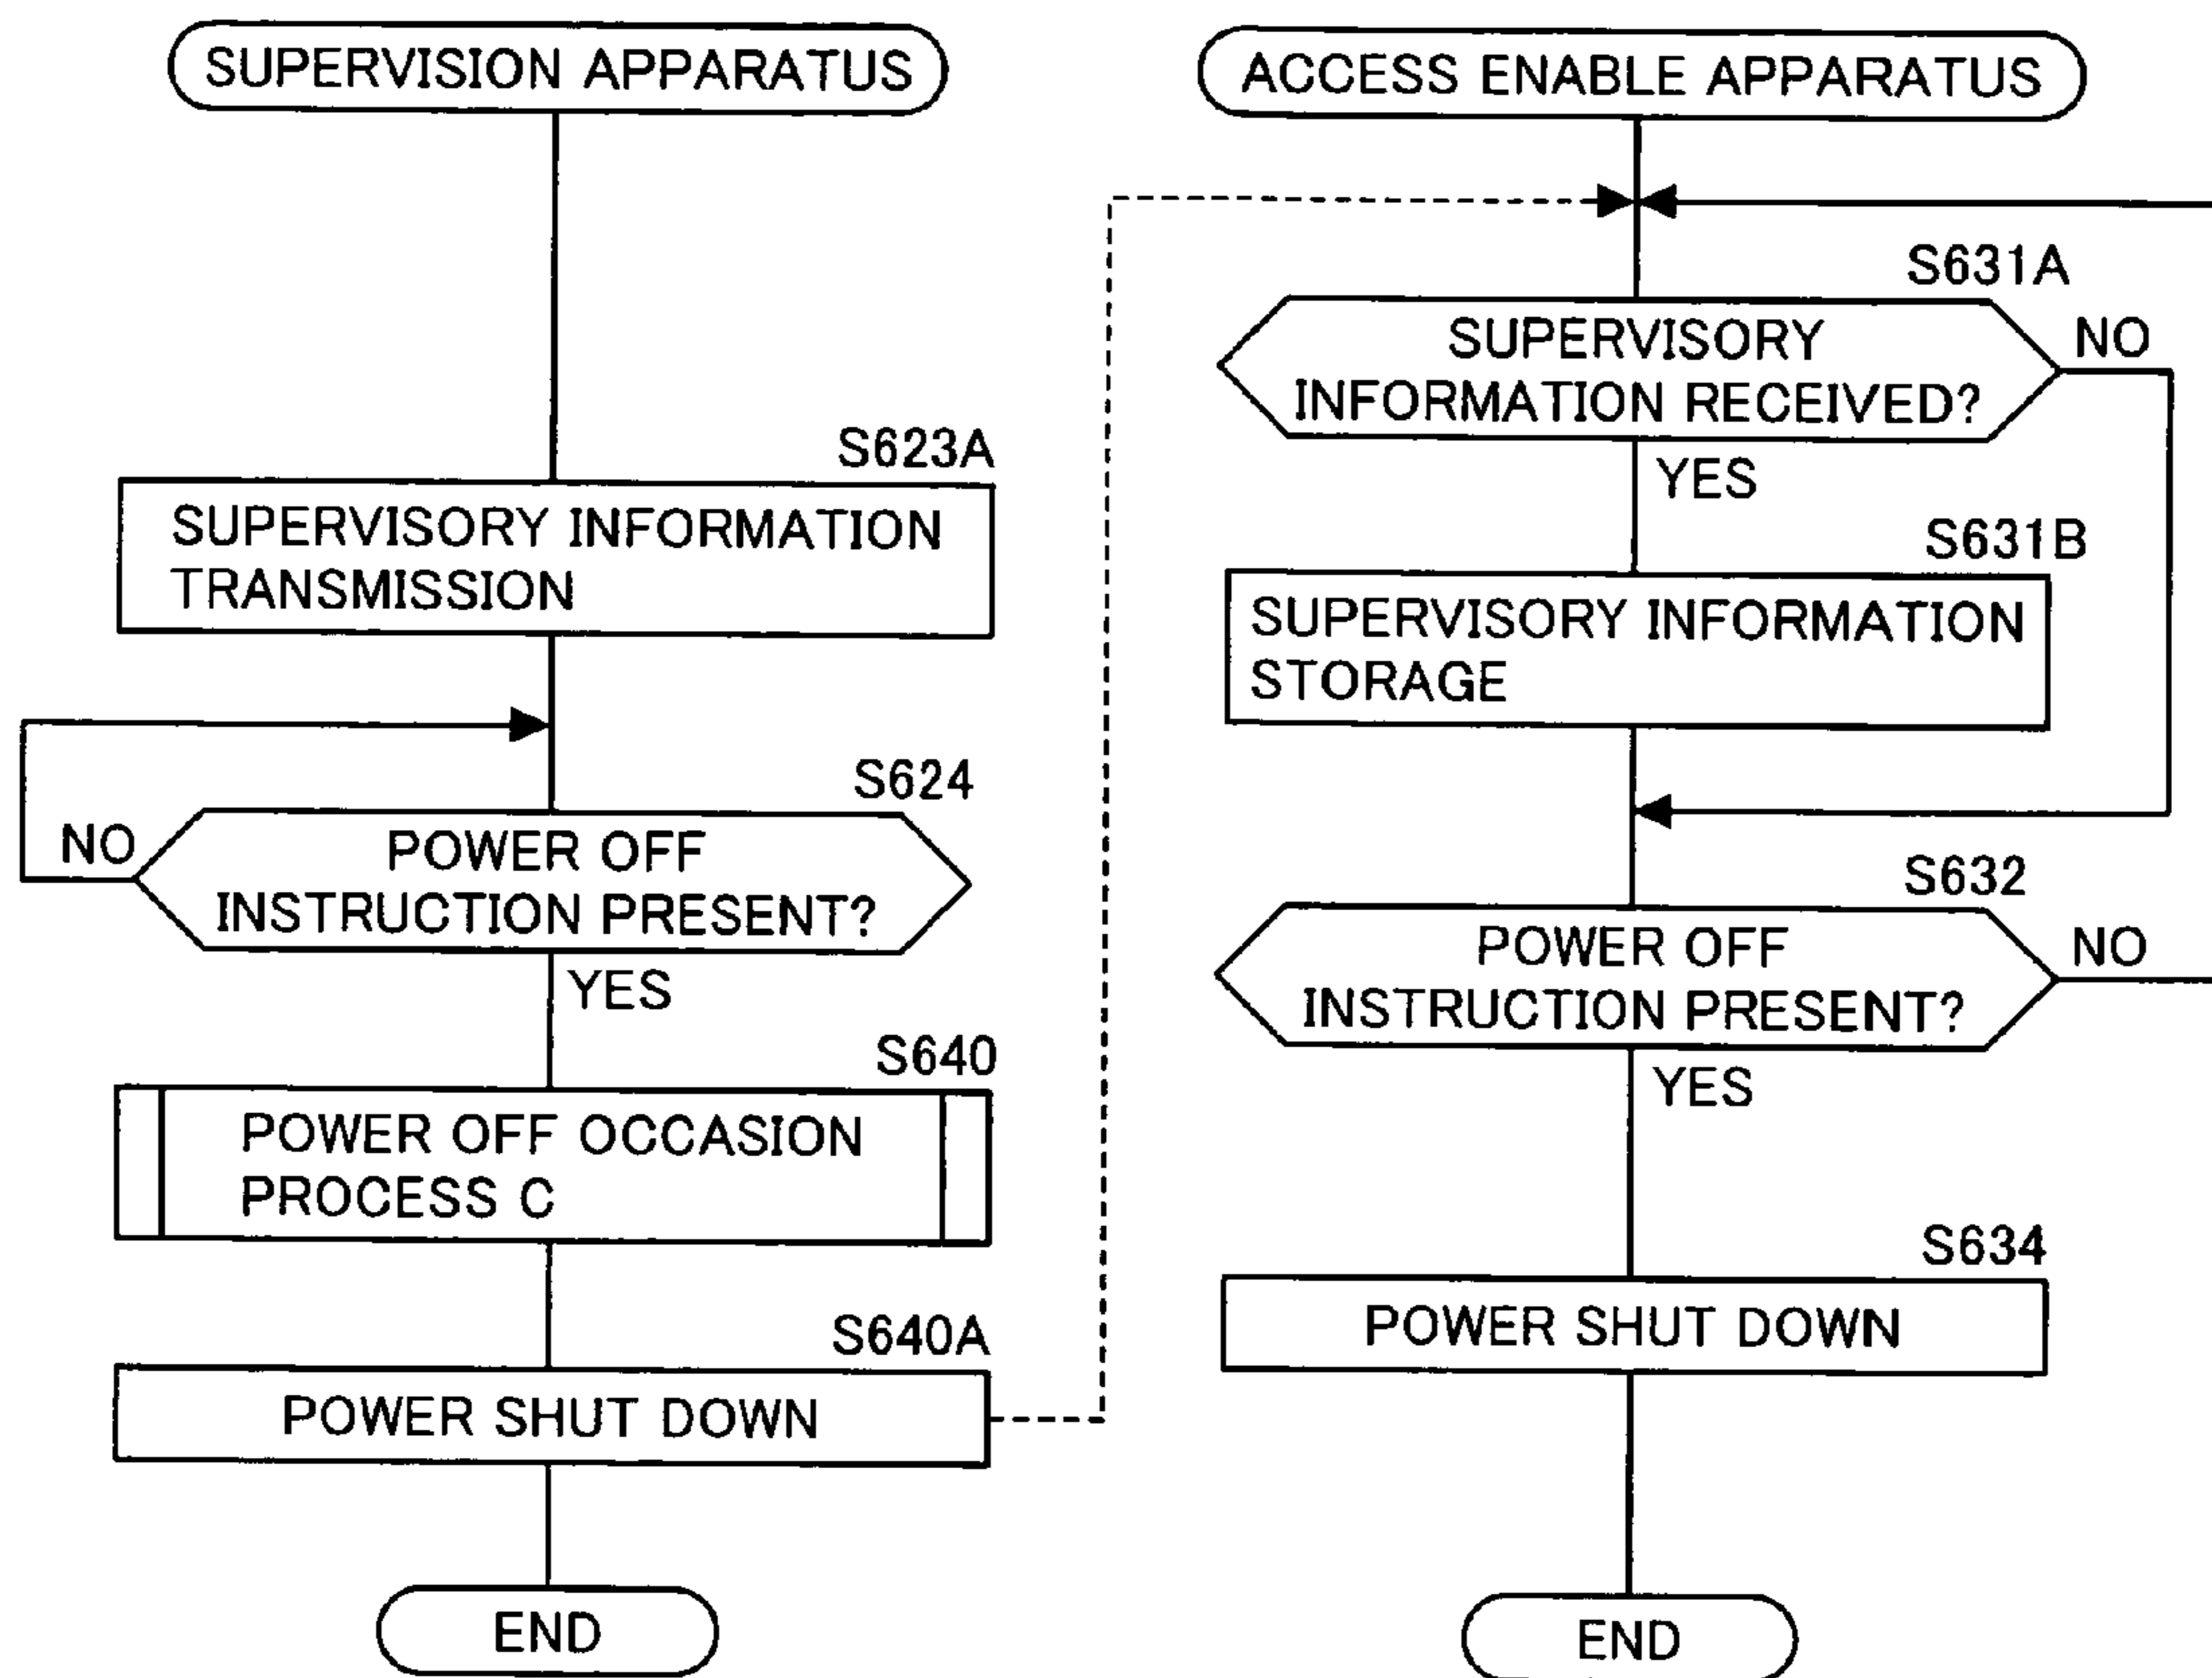 SUPERVISION APPARATUS
S623A
SUPERVISORY INFORMATION
TRANSMISSION
S624
NO
POWER OFF
INSTRUCTION PRESENT?
YES
S640
POWER OFF OCCASION
PROCESS C
S640A
POWER SHUT DOWN
END
ACCESS ENABLE APPARATUS
S631A
SUPERVISORY
INFORMATION RECEIVED?
NO
YES
S631B
SUPERVISORY INFORMATION
STORAGE
S632
POWER OFF
INSTRUCTION PRESENT?
NO
YES
S634
POWER SHUT DOWN
END